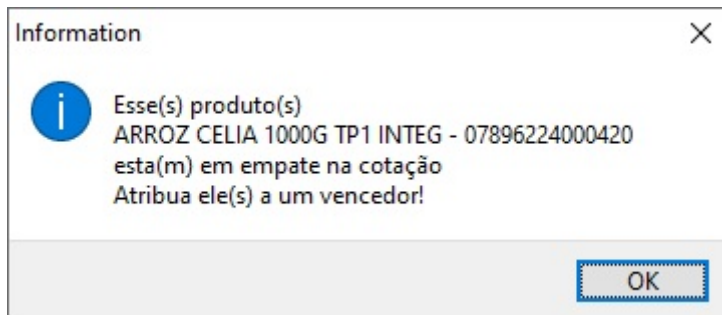 Information
Esse(s) produto(s)
ARROZ CELIA 1000G TP1 INTEG - 07896224000420
esta(m) em empate na cotação
Atribua ele(s) a um vencedor!
OK